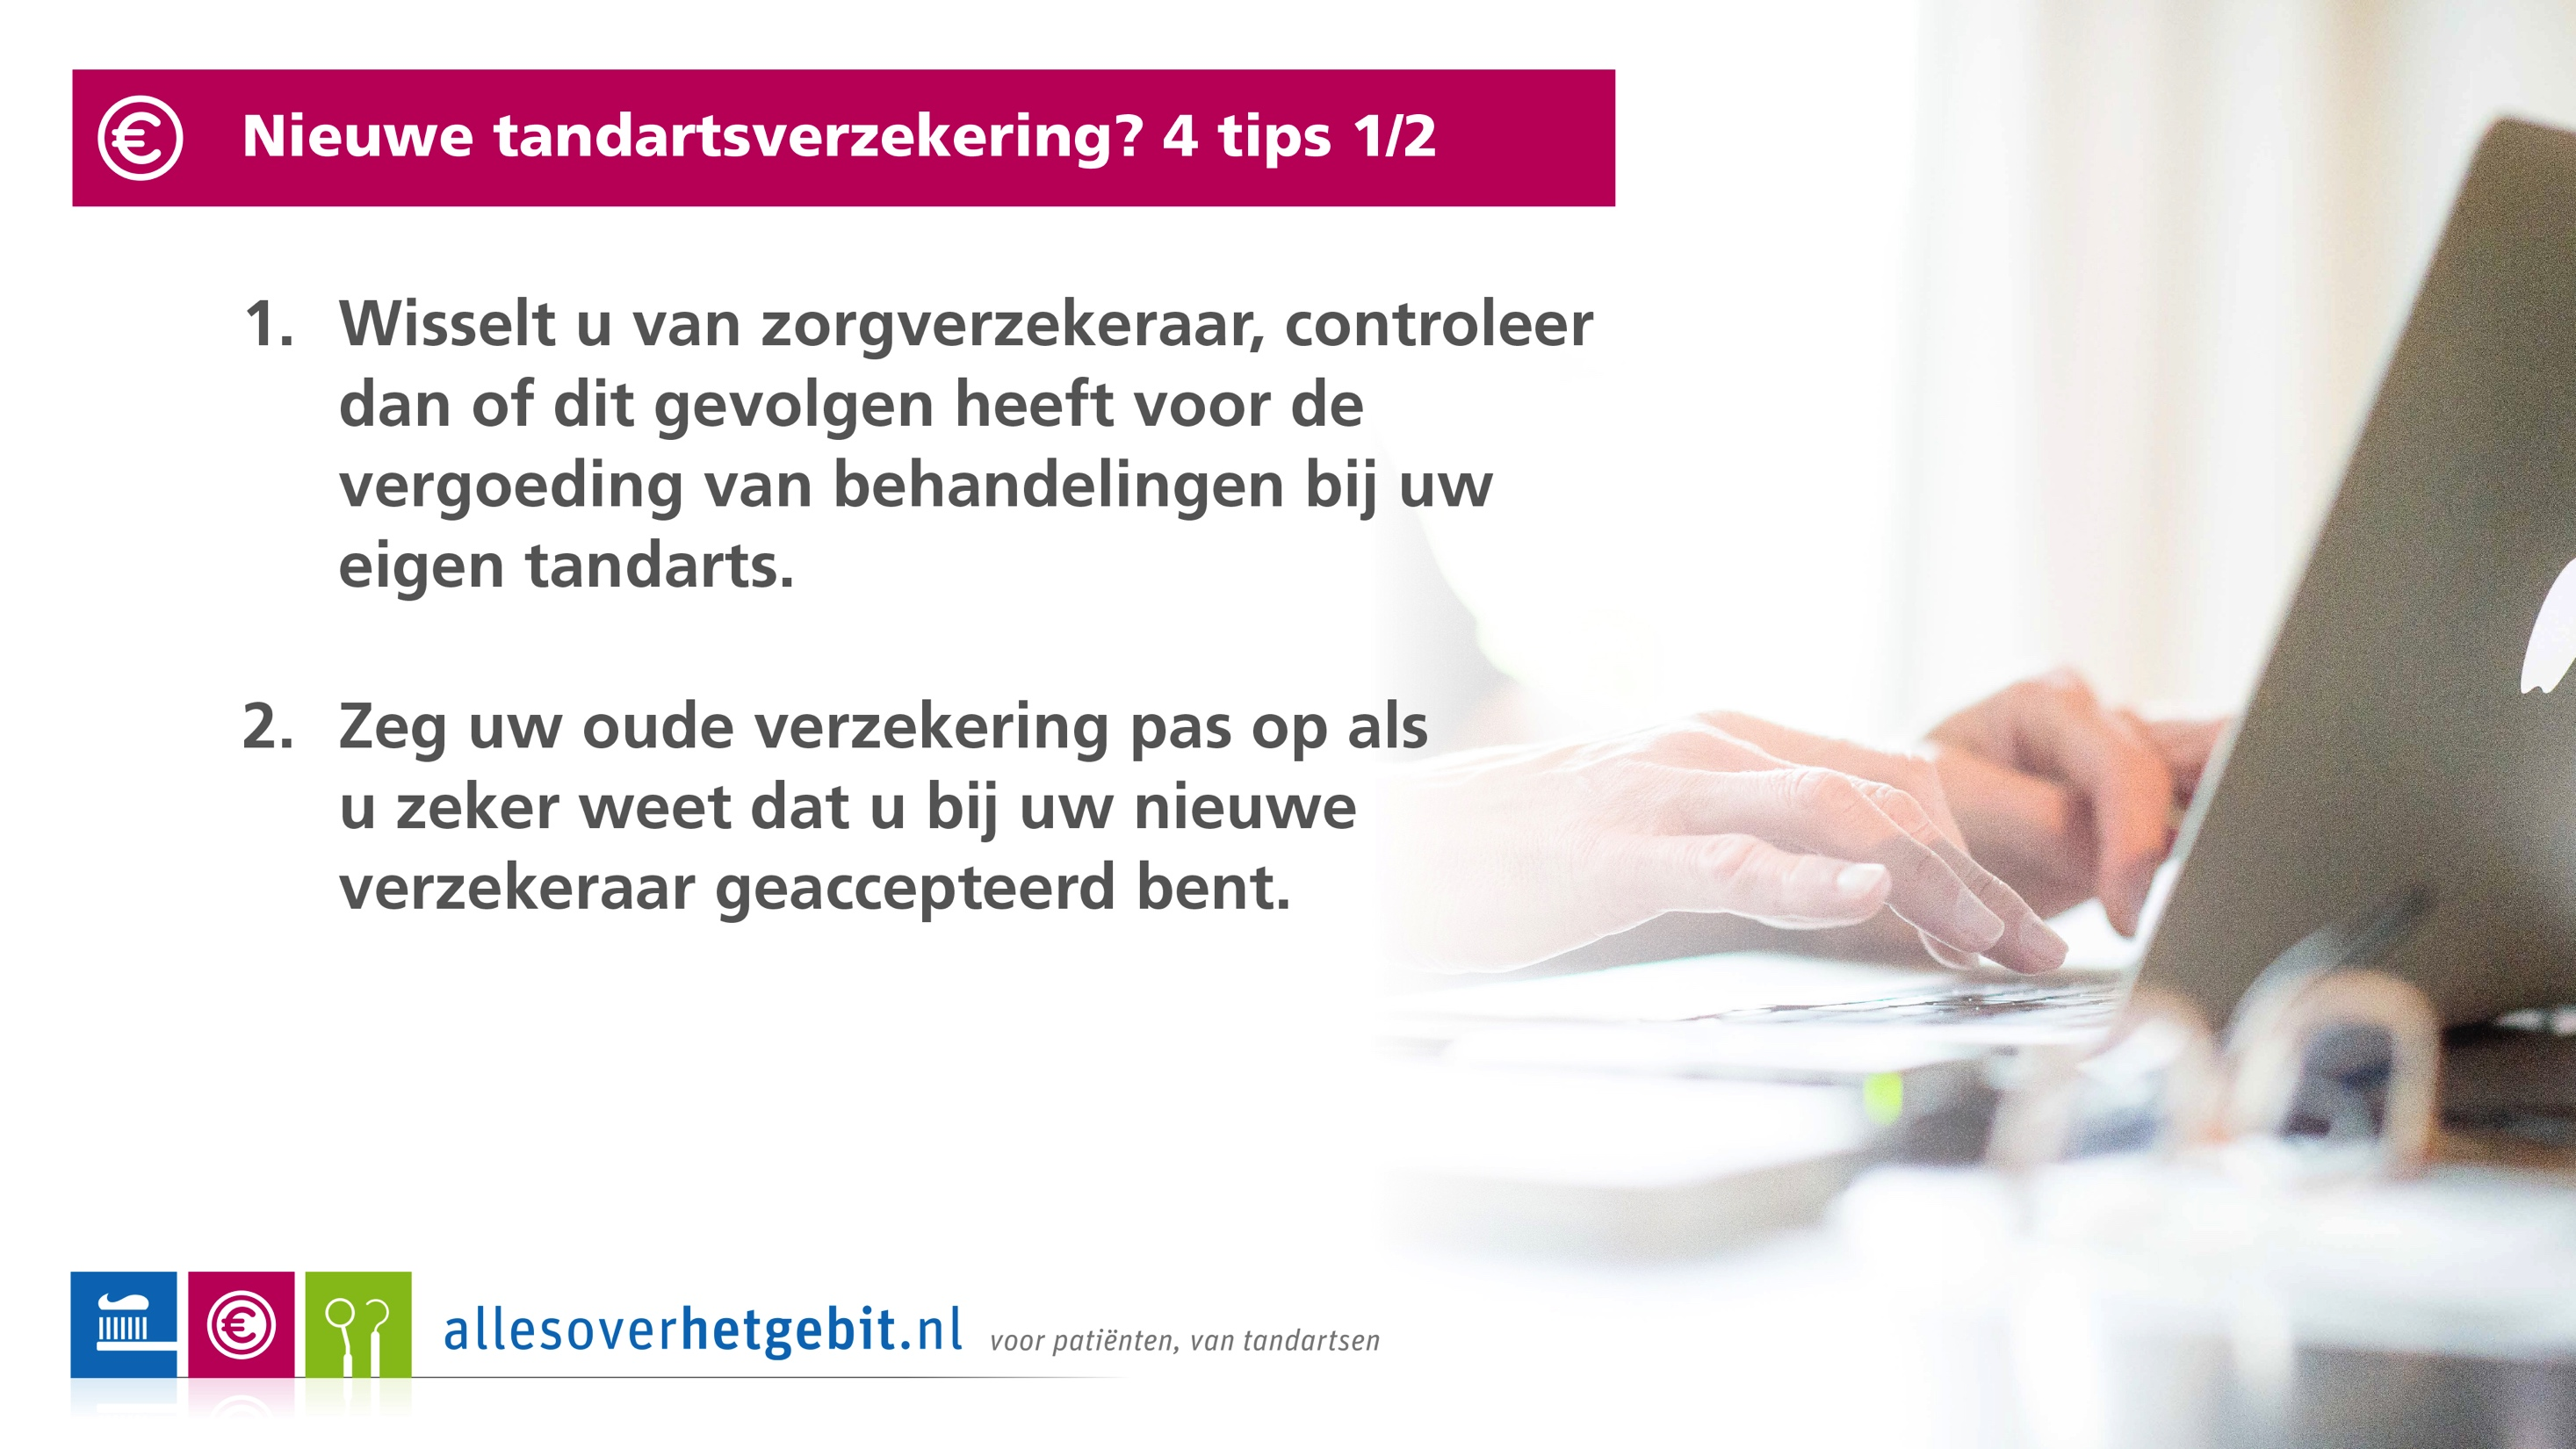 Nieuwe tandartsverzekering? 4 tips 1/2
1. Wisselt u van zorgverzekeraar, controleer
dan of dit gevolgen heeft voor de
vergoeding van behandelingen bij uw
eigen tandarts.
2. Zeg uw oude verzekering pas op als
u zeker weet dat u bij uw nieuwe
verzekeraar geaccepteerd bent.
allesoverhetgebit.nl voor patiënten, van tandartsen